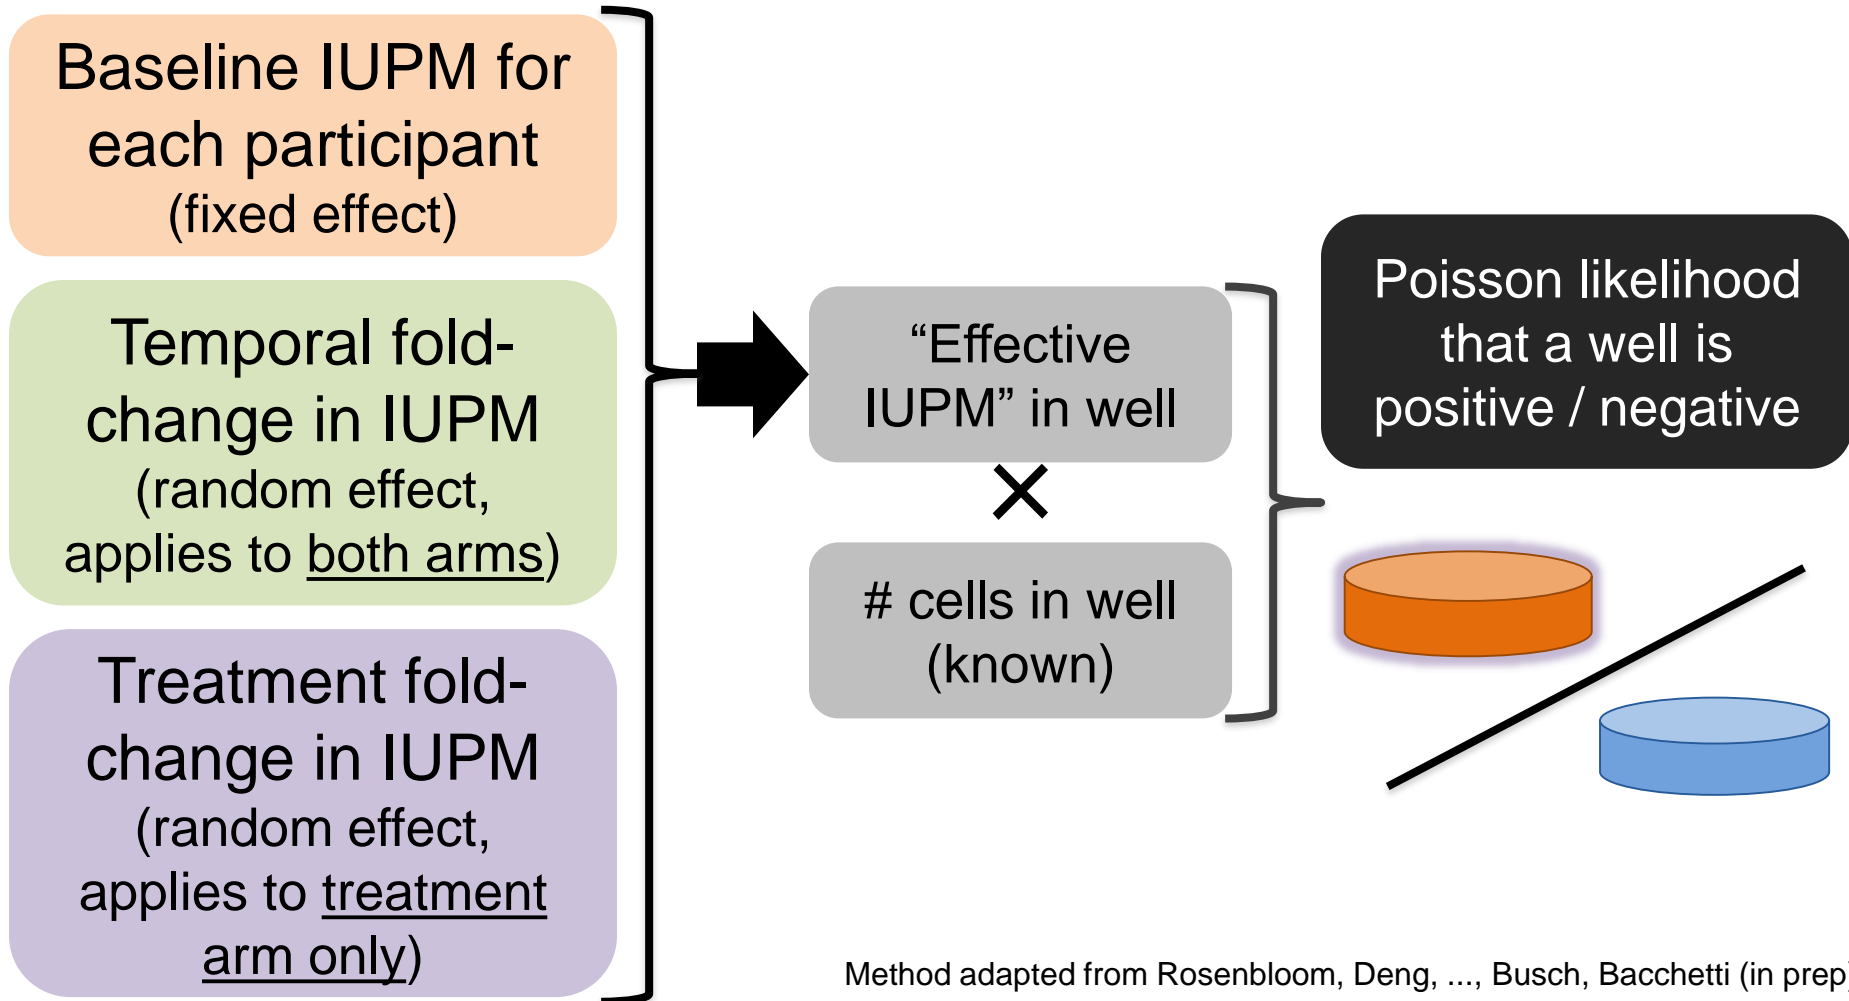 Baseline IUPM for
each participant
(fixed effect)
Temporal fold-
change in IUPM
(random effect,
applies to both arms)
Treatment fold-
change in IUPM
(random effect,
applies to treatment
arm only)
“Effective
IUPM” in well
×
# cells in well
(known)
Poisson likelihood
that a well is
positive / negative
Method adapted from Rosenbloom, Deng, ..., Busch, Bacchetti (in prep)